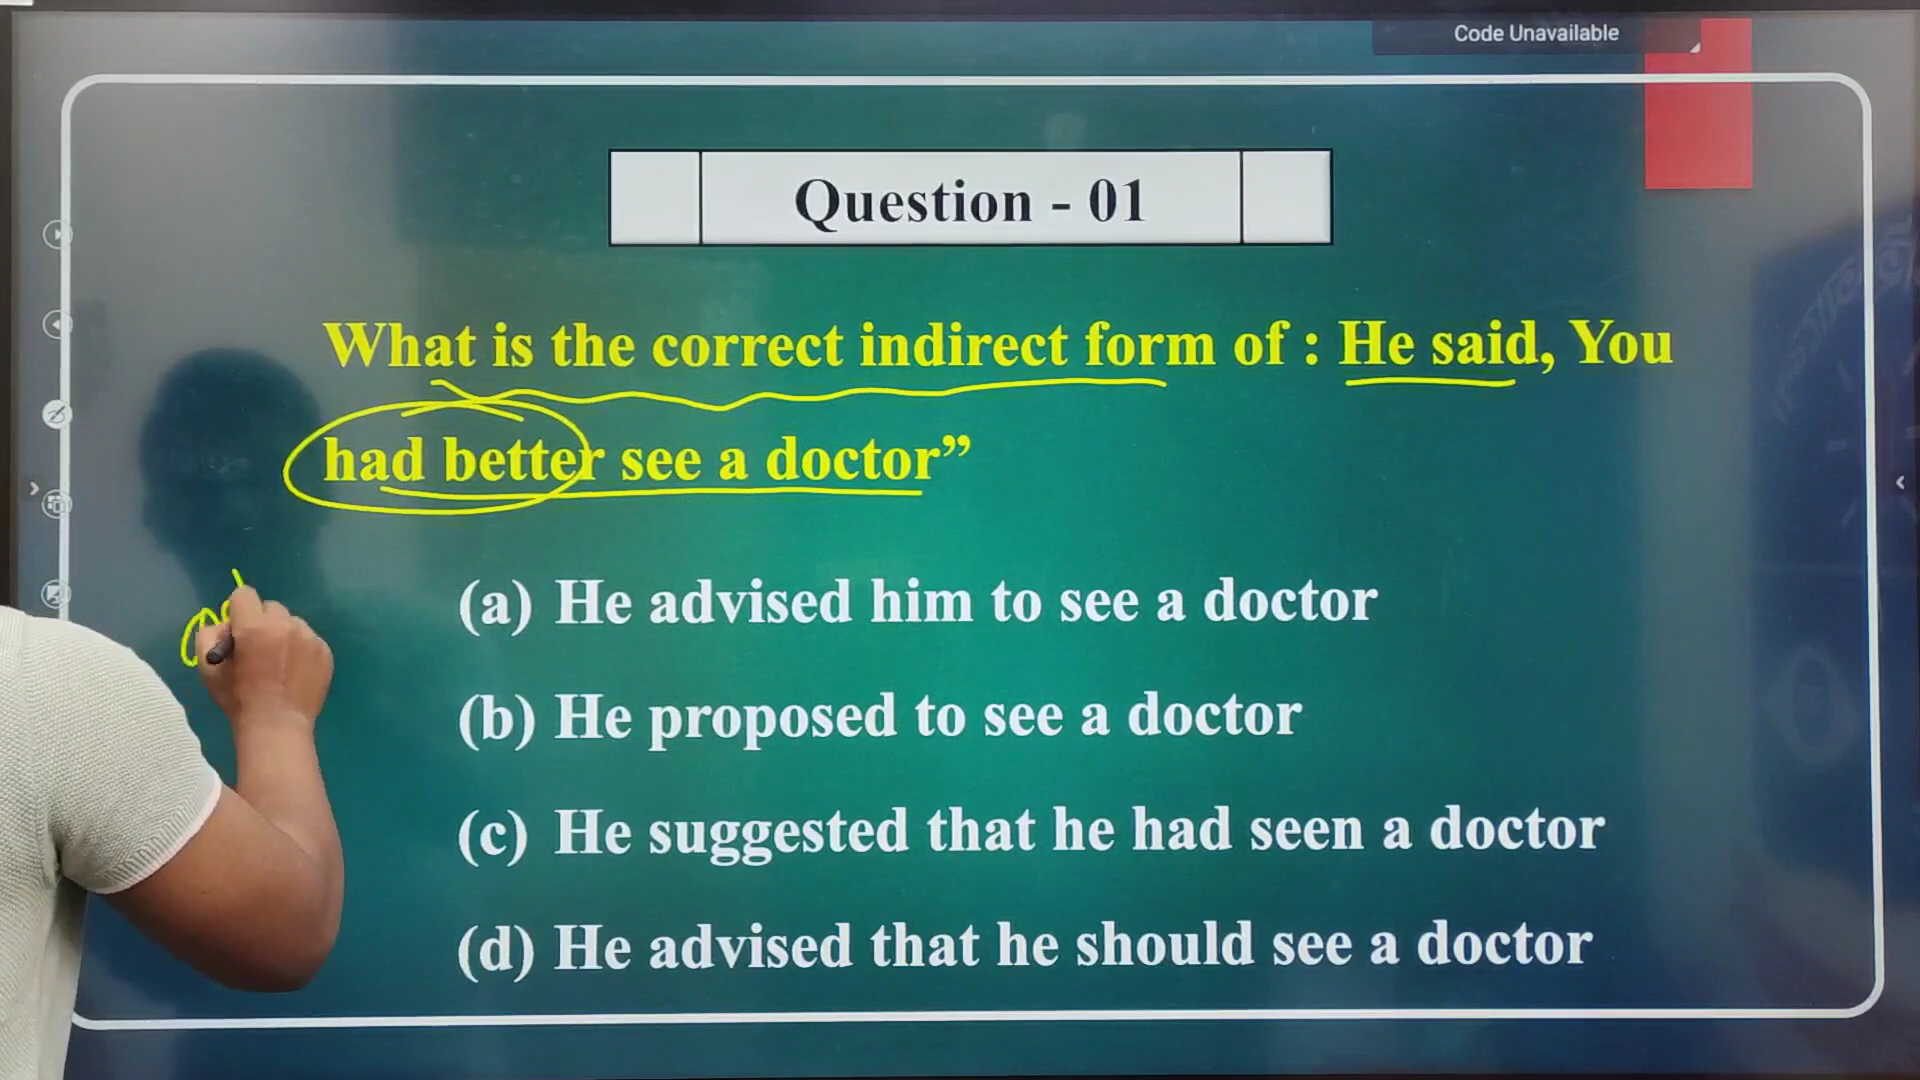 Code Unavailable
Question - 01
What is the correct indirect form of : He said, You
had better see a doctor”
(a) He advised him to see a doctor
(b) He proposed to see a doctor
(c) He suggested that he had seen a doctor
(d) He advised that he should see a doctor